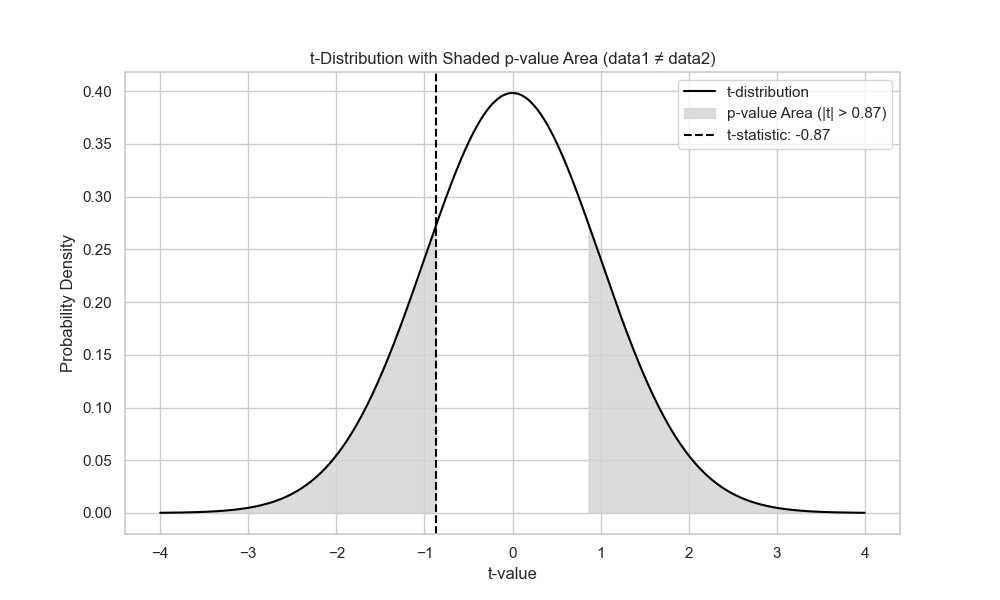 t-Distribution with Shaded p-value Area (data1 ≠ data2)
t-distribution
p-value Area (|t| > 0.87)
t-statistic: -0.87
Probability Density
0.40
0.35
0.30
0.25
0.20
0.15
0.10
0.05
0.00
−4 −3 −2 −1 0 1 2 3 4
t-value